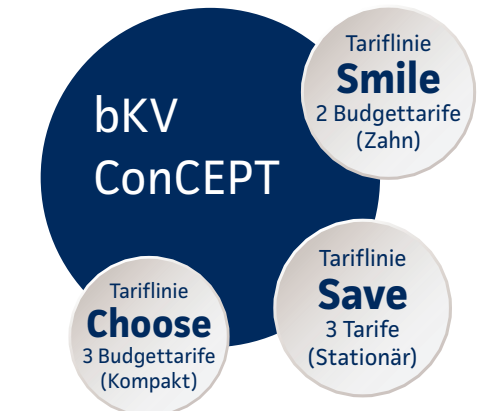 bKV
ConCEPT
Tariflinie
Smile
2 Budgettarife
(Zahn)
Tariflinie
Save
3 Tarife
(Stationär)
Tariflinie
Choose
3 Budgettarife
(Kompakt)